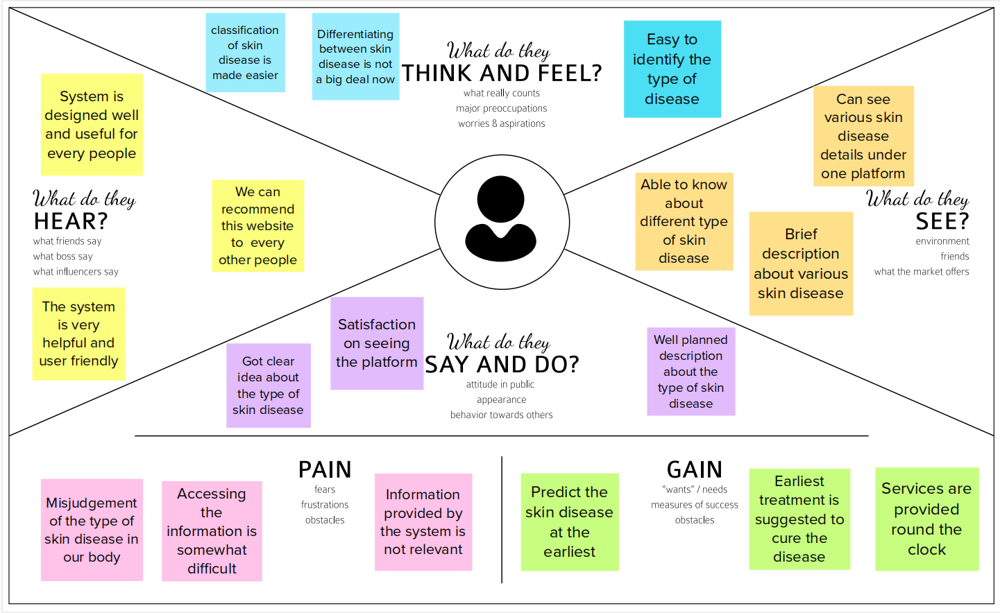 classification
of skin
disease is
made easier
Differentiating
between skin
disease is not
a big deal now
What do they
THINK AND FEEL?
what really counts
major preoccupations
worries & aspirations
Easy to
identify the
type of
disease
System is
designed well
and useful for
every people
What do they
HEAR?
what friends say
what boss say
what influencers say
We can
recommend
this website
to every
other people
The system
is very
helpful and
user friendly
Can see
various skin
disease
details under
one platform
Able to know
about
different type
of skin
disease
Brief
description
about various
skin disease
What do they
SEE?
environment
friends
what the market offers
Got clear
idea about
the type of
skin disease
Satisfaction
on seeing
the platform
What do they
SAY AND DO?
attitude in public
appearance
behavior towards others
Well planned
description
about the
type of skin
disease
PAIN
fears
frustrations
obstacles
Misjudgement
of the type of
skin disease in
our body
Accessing
the
information is
somewhat
difficult
Information
provided by
the system is
not relevant
GAIN
“wants” / needs
measures of success
obstacles
Predict the
skin disease
at the
earliest
Earliest
treatment is
suggested to
cure the
disease
Services are
provided
round the
clock